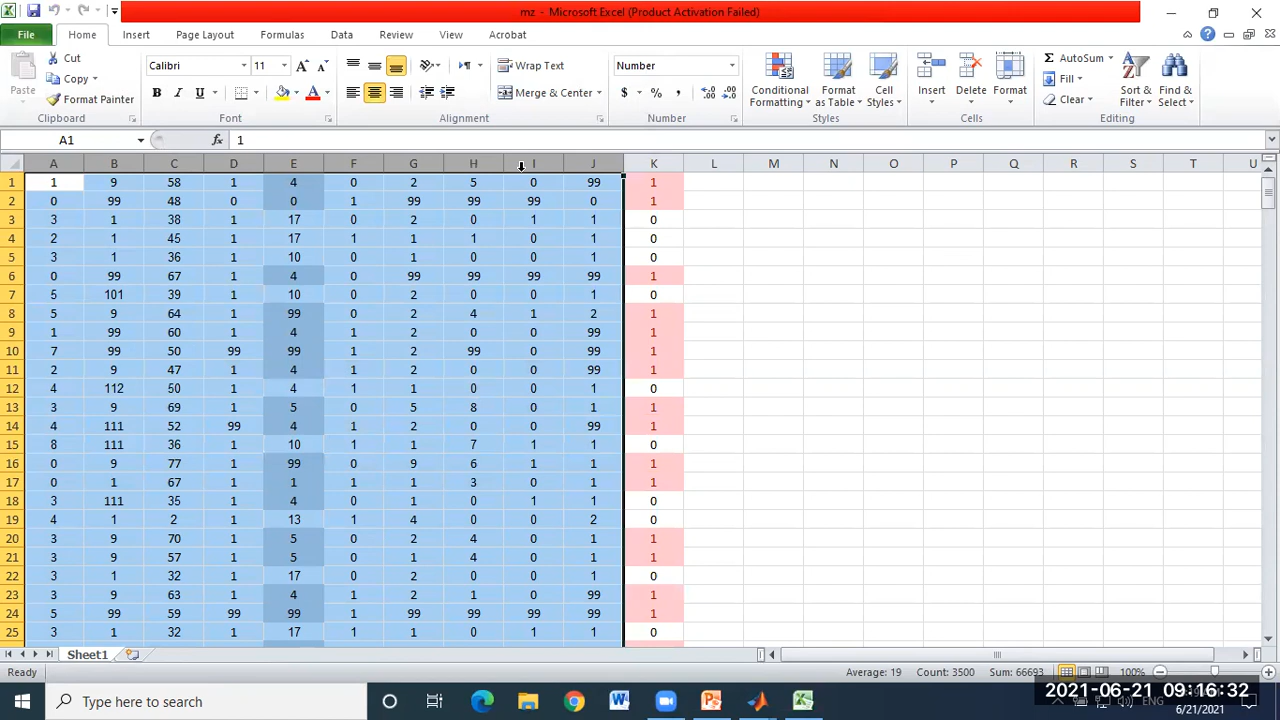 mz - Microsoft Excel (Product Activation Failed)
File Home Insert Page Layout Formulas Data Review View Acrobat
Paste Cut Calibri 11 Wrap Text Number Conditional Formatting Format as Table Cell Styles Insert Delete Format AutoSum Sort & Filter Find & Select
Copy Fill
Format Painter B I U A Merge & Center $ % , Clear
Clipboard Font Alignment Number Styles Cells Editing
A1 fx 1
A B C D E F G H I J K L M N O P Q R S T U
1 1 9 58 1 4 0 2 5 0 99 1
2 0 99 48 0 0 1 99 99 99 0 1
3 3 1 38 1 17 0 2 0 1 1 0
4 2 1 45 1 17 1 1 1 0 1 0
5 3 1 36 1 10 0 1 0 0 1 0
6 0 99 67 1 4 0 99 99 99 99 1
7 5 101 39 1 10 0 2 0 0 1 0
8 5 9 64 1 99 0 2 4 1 2 1
9 1 99 60 1 4 1 2 0 0 99 1
10 7 99 50 99 99 1 2 99 0 99 1
11 2 9 47 1 4 1 2 0 0 99 1
12 4 112 50 1 4 1 1 0 0 1 0
13 3 9 69 1 5 0 5 8 0 1 1
14 4 111 52 99 4 1 2 0 0 99 1
15 8 111 36 1 10 1 1 7 1 1 0
16 0 9 77 1 99 0 9 6 1 1 1
17 0 1 67 1 1 1 1 3 0 1 1
18 3 111 35 1 4 0 1 0 1 1 0
19 4 1 2 1 13 1 4 0 0 2 0
20 3 9 70 1 5 0 2 4 0 1 1
21 3 9 57 1 5 0 1 4 0 1 1
22 3 1 32 1 17 0 2 0 0 1 0
23 3 9 63 1 4 1 2 1 0 99 1
24 5 99 59 99 99 1 99 99 99 99 1
25 3 1 32 1 17 1 1 0 1 1 0
Sheet1
Ready Average: 19 Count: 3500 Sum: 66693 100%
2021-06-21 09:16:32
Type here to search ENG
6/21/2021